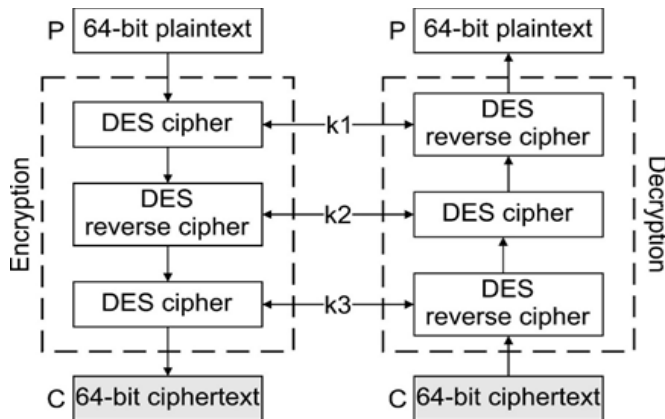 P 64-bit plaintext P 64-bit plaintext
DES cipher k1 DES
reverse cipher
DES
reverse cipher k2 DES cipher
DES cipher k3 DES
reverse cipher
Encryption
Decryption
C 64-bit ciphertext C 64-bit ciphertext